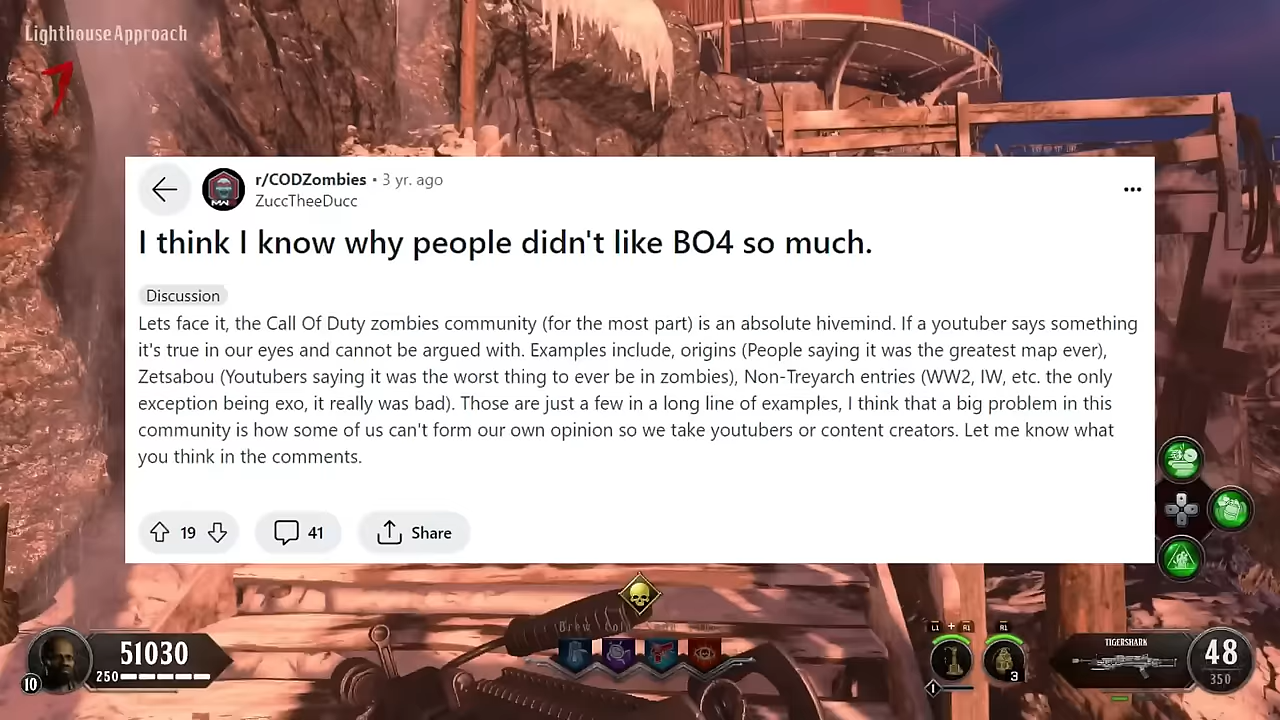 Lighthouse Approach
7
r/CODZombies • 3 yr. ago
ZuccTheeDucc
I think I know why people didn't like BO4 so much.
Discussion
Lets face it, the Call Of Duty zombies community (for the most part) is an absolute hivemind. If a youtuber says something
it's true in our eyes and cannot be argued with. Examples include, origins (People saying it was the greatest map ever),
Zetsabou (Youtubers saying it was the worst thing to ever be in zombies), Non-Treyarch entries (WW2, IW, etc. the only
exception being exo, it really was bad). Those are just a few in a long line of examples, I think that a big problem in this
community is how some of us can't form our own opinion so we take youtubers or content creators. Let me know what
you think in the comments.
19
41
Share
L1 + R1
R1
51030
250
10
3
TIGERSHARK
48
350